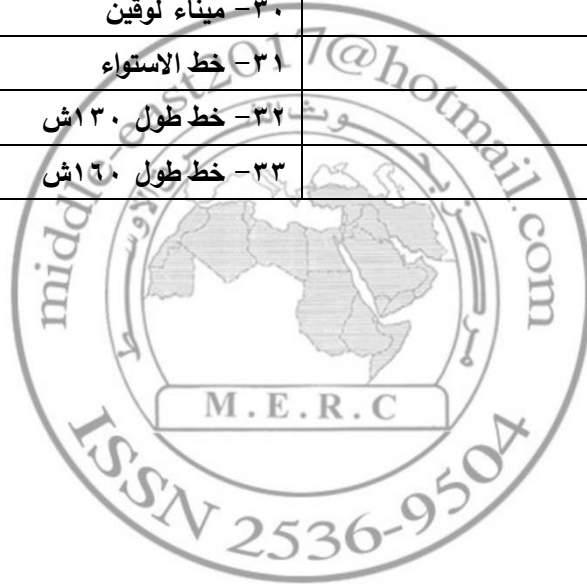 ٣٠- ميناء لوقين
٣١- خط الاستواء
٣٢- خط طول ١٣٠ش
٣٣- خط طول ١٦٠ش
middle-east2017@hotmail.com
M.E.R.C
ISSN 2536-9504